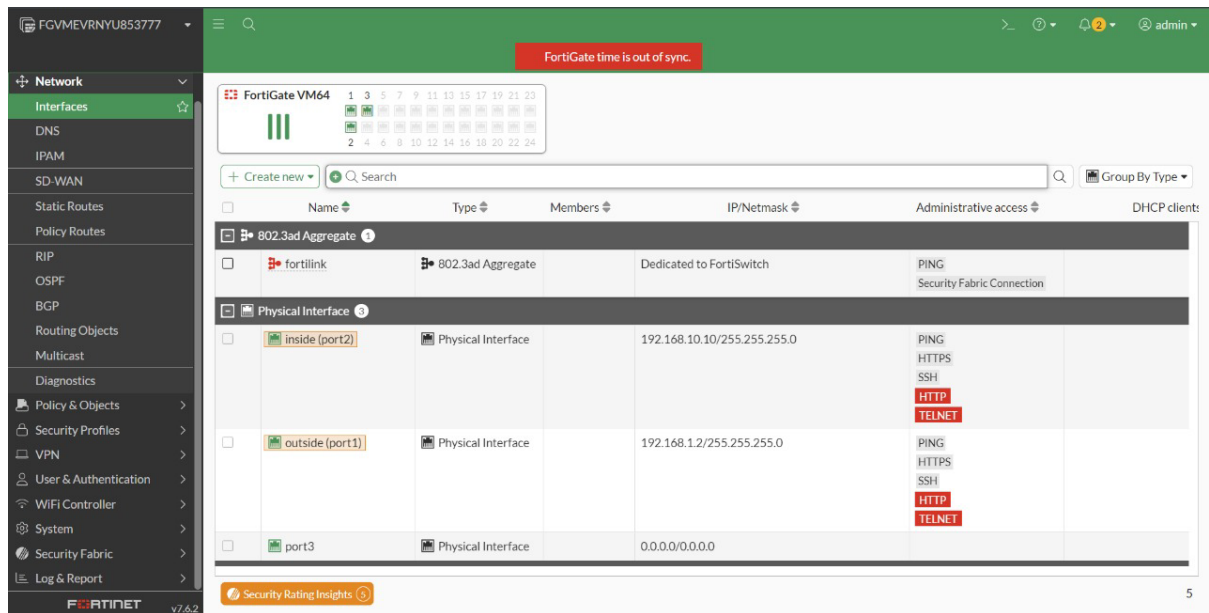 FGVMEVRNYU853777
>_ 2 admin
FortiGate time is out of sync.
Network
Interfaces
DNS
IPAM
SD-WAN
Static Routes
Policy Routes
RIP
OSPF
BGP
Routing Objects
Multicast
Diagnostics
Policy & Objects
Security Profiles
VPN
User & Authentication
WiFi Controller
System
Security Fabric
Log & Report
FORTINET v7.6.2
FortiGate VM64
1 3 5 7 9 11 13 15 17 19 21 23
2 4 6 8 10 12 14 16 18 20 22 24
+ Create new
Search
Group By Type
Name Type Members IP/Netmask Administrative access DHCP clients
802.3ad Aggregate 1
fortilink 802.3ad Aggregate Dedicated to FortiSwitch PING
Security Fabric Connection
Physical Interface 3
inside (port2) Physical Interface 192.168.10.10/255.255.255.0 PING
HTTPS
SSH
HTTP
TELNET
outside (port1) Physical Interface 192.168.1.2/255.255.255.0 PING
HTTPS
SSH
HTTP
TELNET
port3 Physical Interface 0.0.0.0/0.0.0.0
Security Rating Insights 5
5